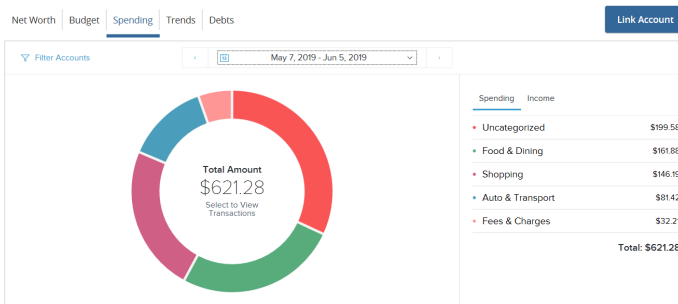 Net Worth Budget Spending Trends Debts
Link Account
Filter Accounts
May 7, 2019 - Jun 5, 2019
Spending Income
Total Amount
$621.28
Select to View
Transactions
Uncategorized $199.58
Food & Dining $161.88
Shopping $146.19
Auto & Transport $81.42
Fees & Charges $32.21
Total: $621.28